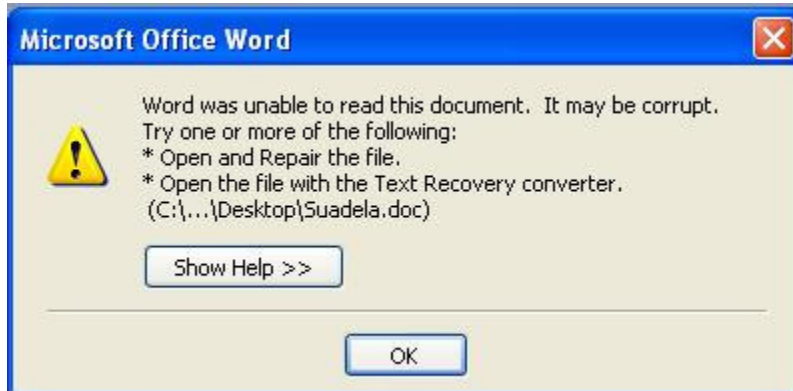 Microsoft Office Word
Word was unable to read this document.  It may be corrupt.
Try one or more of the following:
* Open and Repair the file.
* Open the file with the Text Recovery converter.
(C:\...\Desktop\Suadela.doc)
Show Help >>
OK